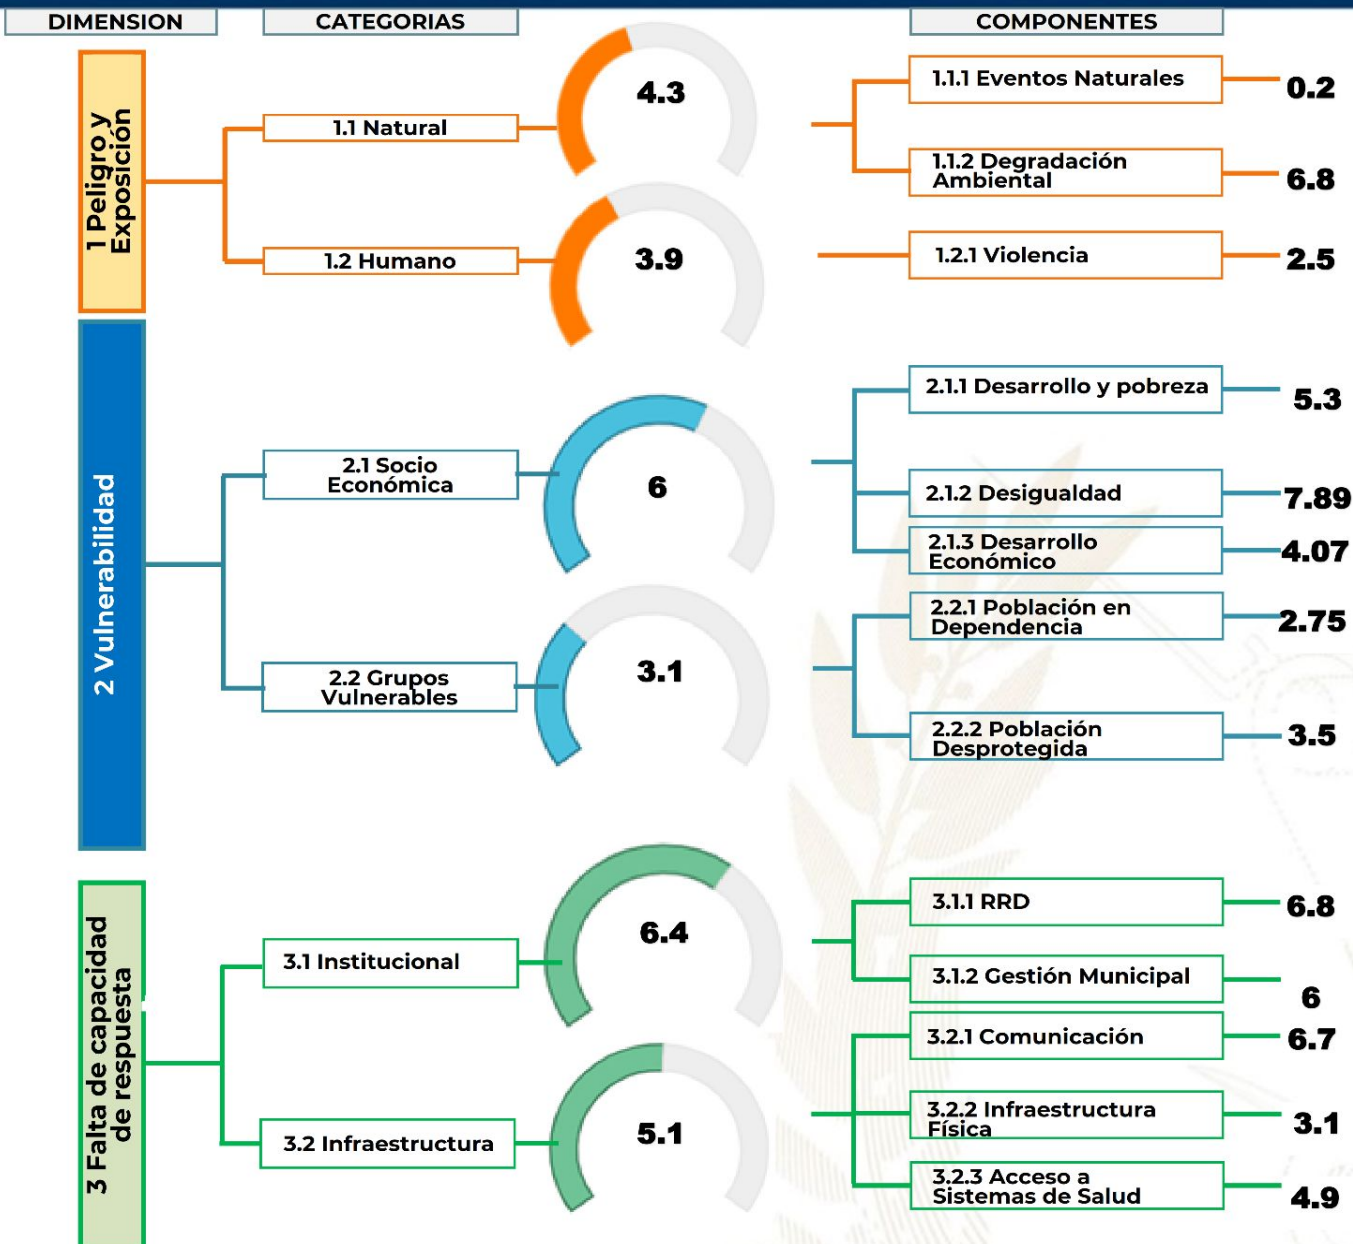 DIMENSION
CATEGORIAS
COMPONENTES
1 Peligro y
Exposición
1.1 Natural
4.3
1.1.1 Eventos Naturales
0.2
1.1.2 Degradación
Ambiental
6.8
1.2 Humano
3.9
1.2.1 Violencia
2.5
2 Vulnerabilidad
2.1 Socio
Económica
6
2.1.1 Desarrollo y pobreza
5.3
2.1.2 Desigualdad
7.89
2.1.3 Desarrollo
Económico
4.07
2.2 Grupos
Vulnerables
3.1
2.2.1 Población en
Dependencia
2.75
2.2.2 Población
Desprotegida
3.5
3 Falta de capacidad
de respuesta
3.1 Institucional
6.4
3.1.1 RRD
6.8
3.1.2 Gestión Municipal
6
3.2 Infraestructura
5.1
3.2.1 Comunicación
6.7
3.2.2 Infraestructura
Física
3.1
3.2.3 Acceso a
Sistemas de Salud
4.9